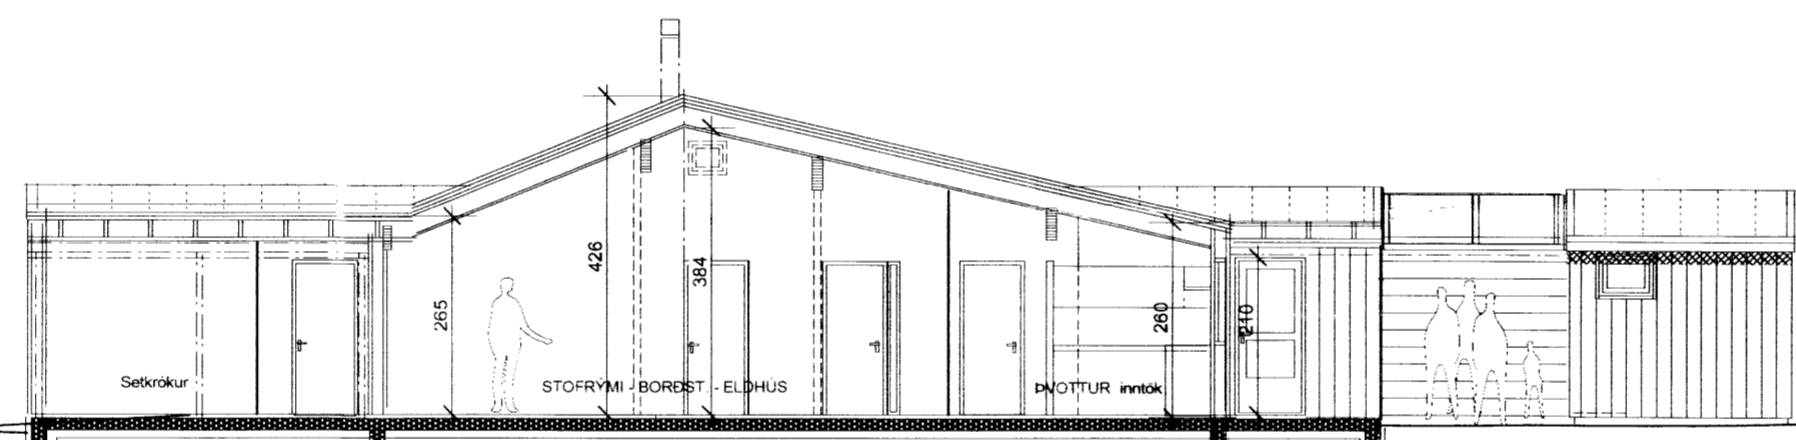 426
384
265
260
210
Setkrókur
STOFRÝMI - BORÐST. - ELDHÚS
ÞVOTTUR inntök